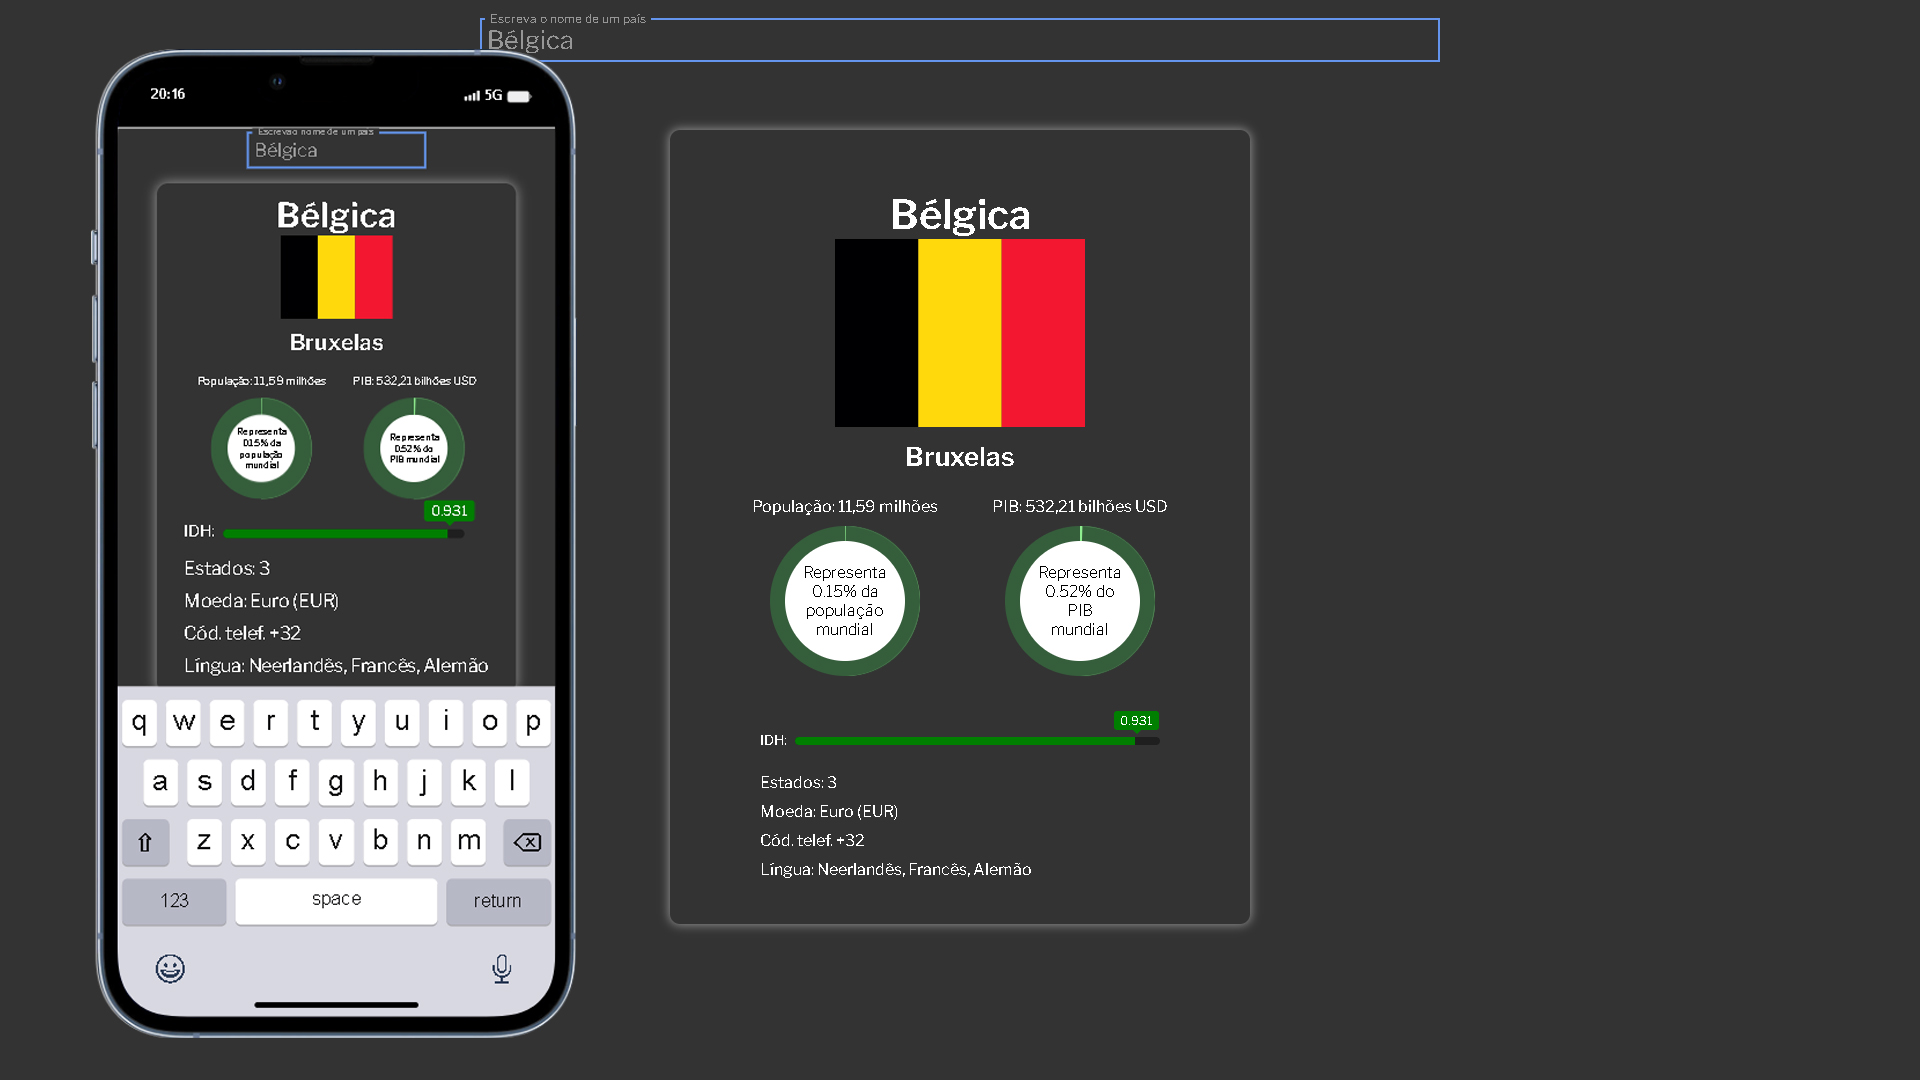 Escreva o nome de um país
Bélgica
20:16
5G
Escreva o nome de um país
Bélgica
Bélgica
Bruxelas
População: 11,59 milhões
PIB: 532,21 bilhões USD
Representa
0.15% da
população
mundial
Representa
0.52% do
PIB mundial
0.931
IDH:
Estados: 3
Moeda: Euro (EUR)
Cód. telef. +32
Língua: Neerlandês, Francês, Alemão
q w e r t y u i o p
a s d f g h j k l
z x c v b n m
123 space return
Bélgica
Bruxelas
População: 11,59 milhões
PIB: 532,21 bilhões USD
Representa
0.15% da
população
mundial
Representa
0.52% do
PIB
mundial
0.931
IDH:
Estados: 3
Moeda: Euro (EUR)
Cód. telef. +32
Língua: Neerlandês, Francês, Alemão